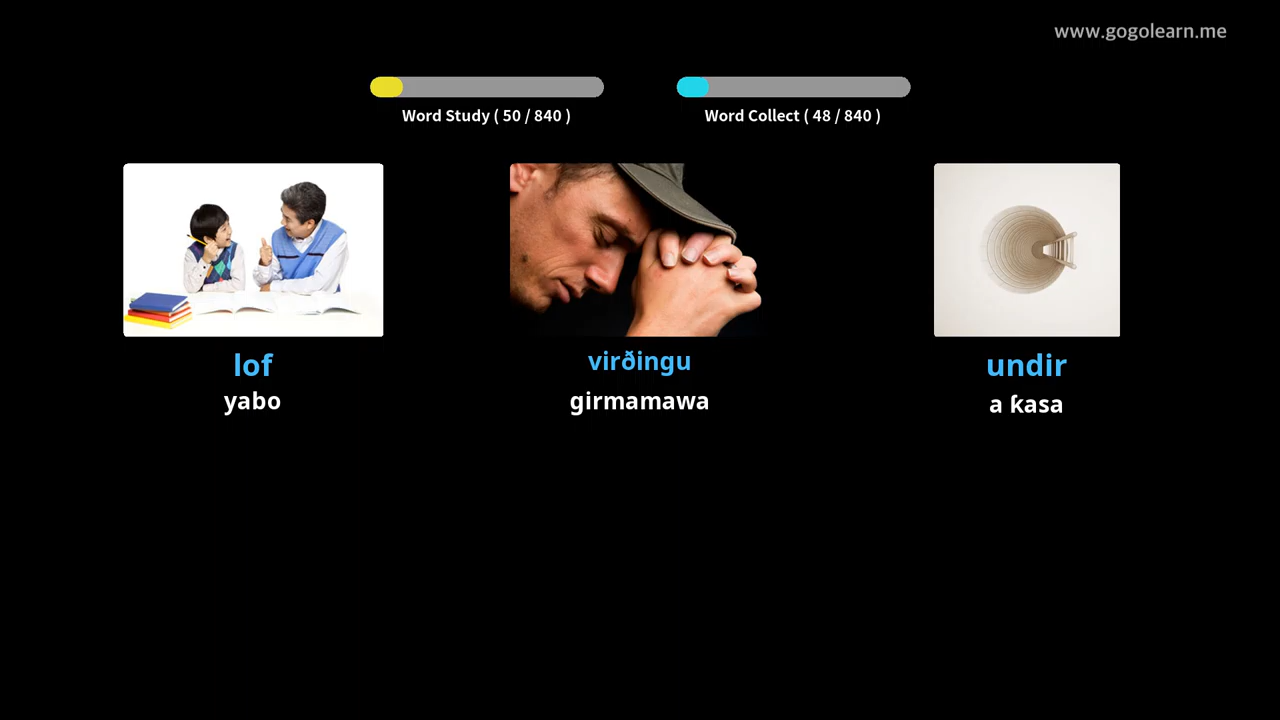 www.gogolearn.me
Word Study ( 50 / 840 )
Word Collect ( 48 / 840 )
lof
yabo
virðingu
girmamawa
undir
a ƙasa